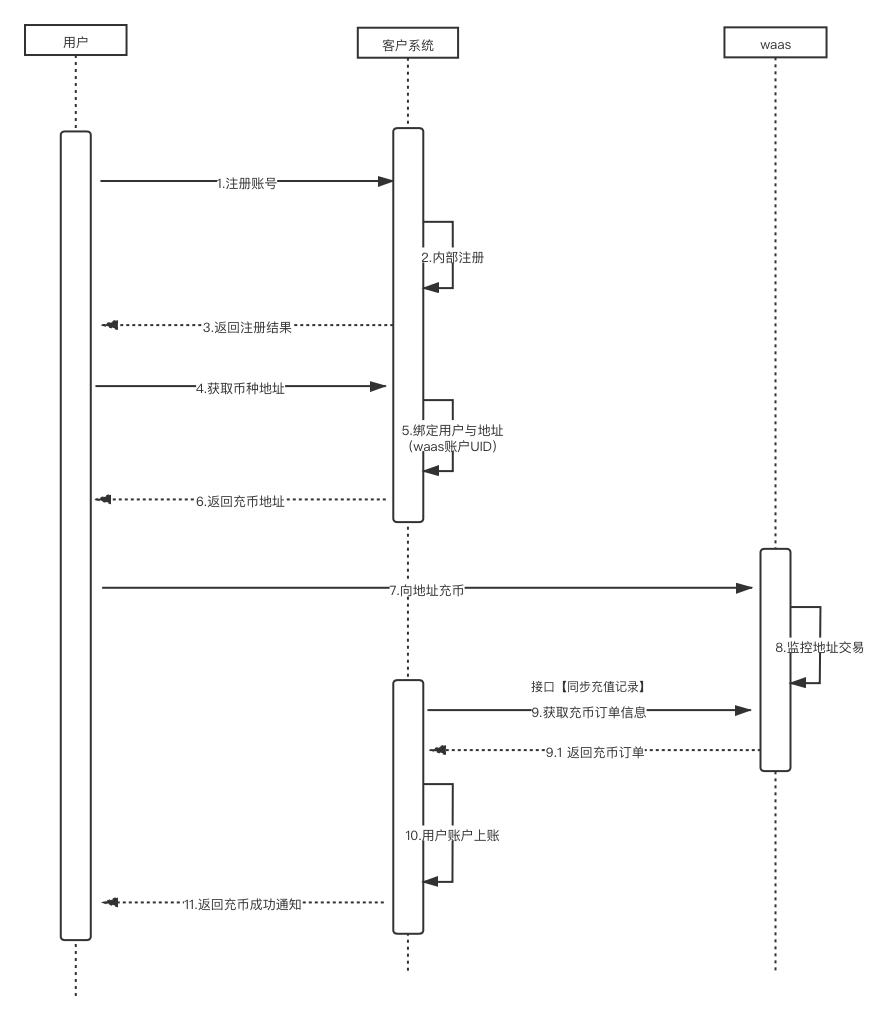 用户
客户系统
waas
1.注册账号
2.内部注册
3.返回注册结果
4.获取币种地址
5.绑定用户与地址
（waas账户UID）
6.返回充币地址
7.向地址充币
8.监控地址交易
接口【同步充值记录】
9.获取充币订单信息
9.1 返回充币订单
10.用户账户上账
11.返回充币成功通知